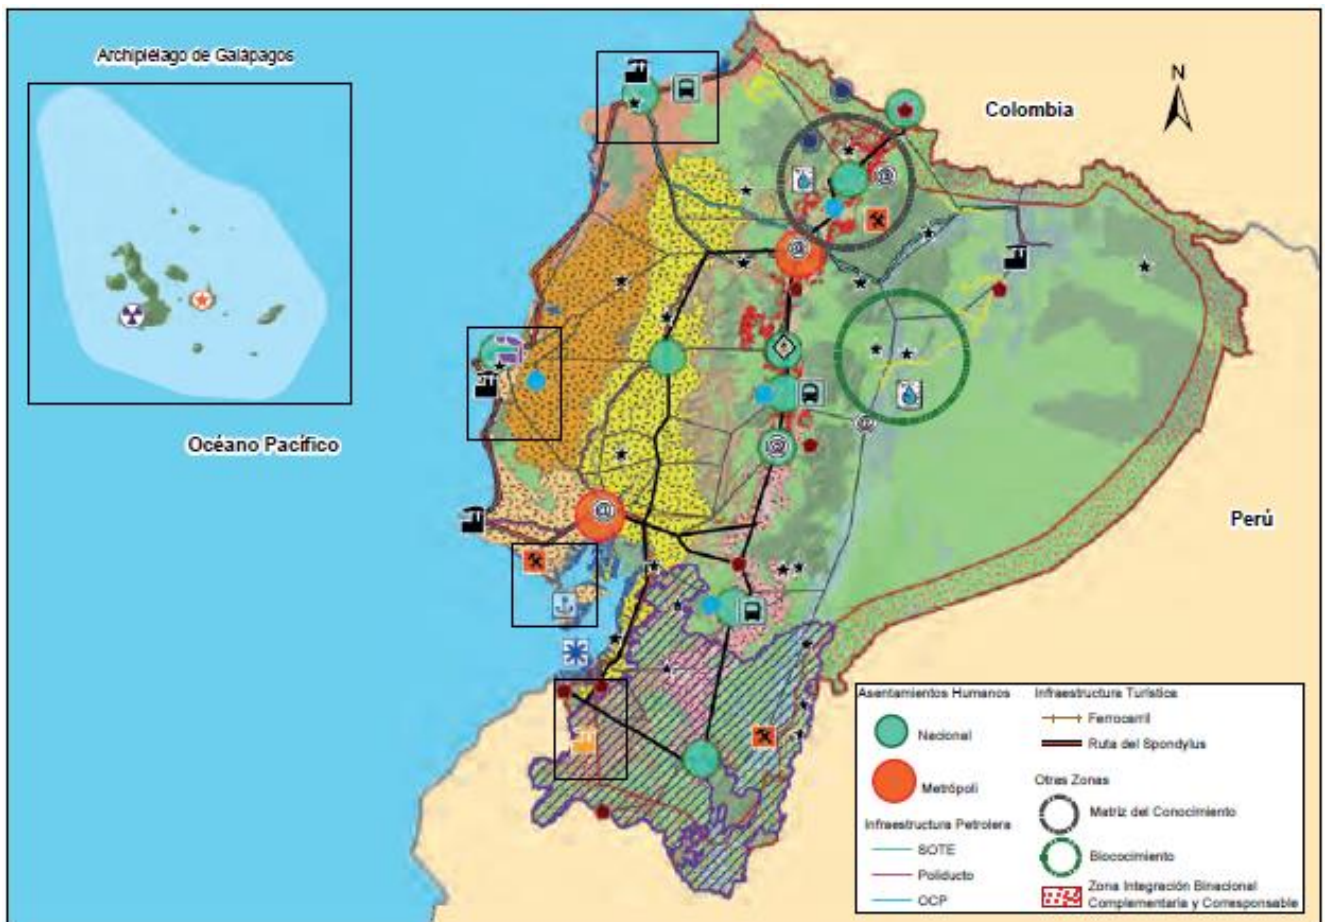 Archipiélago de Galápagos
N
Colombia
Océano Pacífico
Perú
Asentamientos Humanos
Nacional
Metrópoli
Infraestructura Petrolera
SOTE
Poliducto
OCP
Infraestructura Turística
Ferrocarril
Ruta del Spondylus
Otras Zonas
Matriz del Conocimiento
Biococimiento
Zona Integración Binacional
Complementaria y Corresponsable